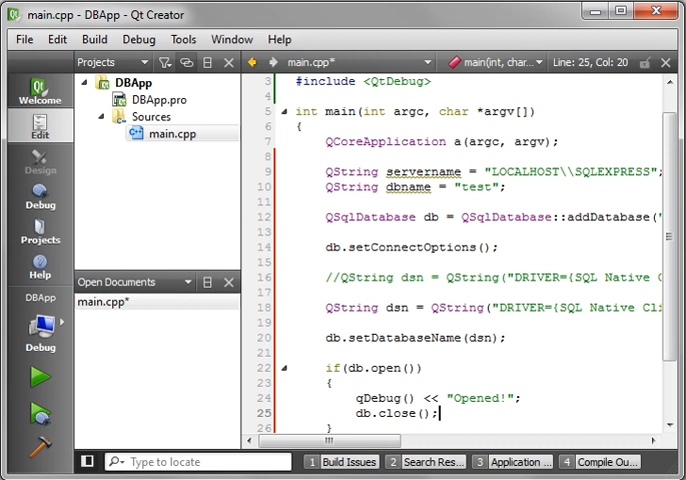 main.cpp - DBApp - Qt Creator
File Edit Build Debug Tools Window Help
Projects main.cpp* main(int, char... Line: 25, Col: 20
Welcome
Edit
Design
Debug
Projects
Help
DBApp
Debug
DBApp
DBApp.pro
Sources
main.cpp
Open Documents
main.cpp*
3 #include <QtDebug>
4
5 int main(int argc, char *argv[])
6 {
7 QCoreApplication a(argc, argv);
8
9 QString servername = "LOCALHOST\\SQLEXPRESS";
10 QString dbname = "test";
11
12 QSqlDatabase db = QSqlDatabase::addDatabase("
13
14 db.setConnectOptions();
15
16 //QString dsn = QString("DRIVER={SQL Native C
17
18 QString dsn = QString("DRIVER={SQL Native Cli
19
20 db.setDatabaseName(dsn);
21
22 if(db.open())
23 {
24 qDebug() << "Opened!";
25 db.close();
26 }
Type to locate 1 Build Issues 2 Search Res... 3 Application ... 4 Compile Ou...